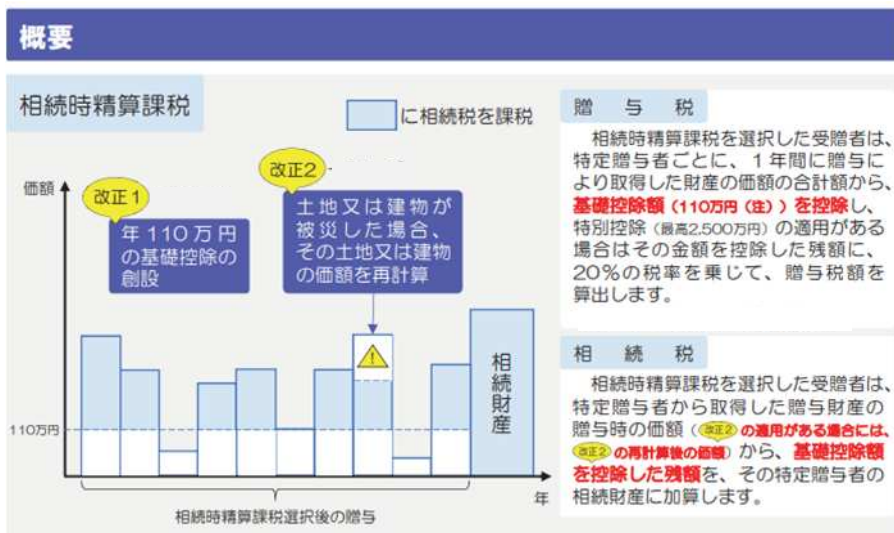 概要
相続時精算課税
に相続税を課税
価額
改正1
年110万円
の基礎控除の
創設
改正2
土地又は建物が
被災した場合、
その土地又は建物
の価額を再計算
110万円
相続財産
年
相続時精算課税選択後の贈与
贈与税
相続時精算課税を選択した受贈者は、
特定贈与者ごとに、1年間に贈与に
より取得した財産の価額の合計額から、
基礎控除額（110万円（注））を控除し、
特別控除（最高2,500万円）の適用がある
場合はその金額を控除した残額に、
20％の税率を乗じて、贈与税額を
算出します。
相続税
相続時精算課税を選択した受贈者は、
特定贈与者から取得した贈与財産の
贈与時の価額（改正2の適用がある場合には、
改正2の再計算後の価額）から、基礎控除額
を控除した残額を、その特定贈与者の
相続財産に加算します。